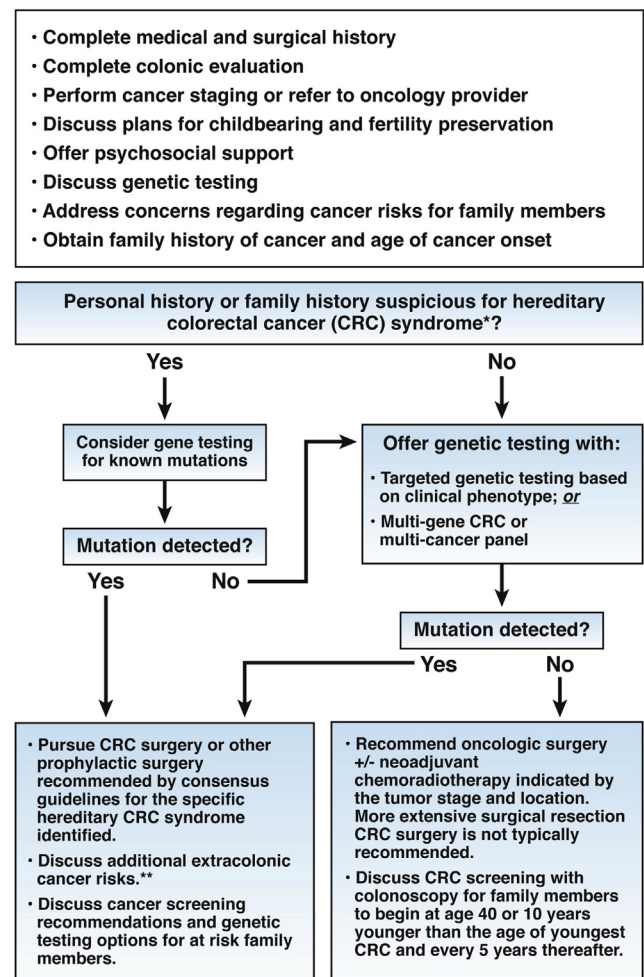 · Complete medical and surgical history
· Complete colonic evaluation
· Perform cancer staging or refer to oncology provider
· Discuss plans for childbearing and fertility preservation
· Offer psychosocial support
· Discuss genetic testing
· Address concerns regarding cancer risks for family members
· Obtain family history of cancer and age of cancer onset
Personal history or family history suspicious for hereditary
colorectal cancer (CRC) syndrome*?
Yes
No
Consider gene testing
for known mutations
Mutation detected?
Yes
No
Offer genetic testing with:
· Targeted genetic testing based
on clinical phenotype; or
· Multi-gene CRC or
multi-cancer panel
Mutation detected?
Yes
No
· Pursue CRC surgery or other
prophylactic surgery
recommended by consensus
guidelines for the specific
hereditary CRC syndrome
identified.
· Discuss additional extracolonic
cancer risks.**
· Discuss cancer screening
recommendations and genetic
testing options for at risk family
members.
· Recommend oncologic surgery
+/- neoadjuvant
chemoradiotherapy indicated by
the tumor stage and location.
More extensive surgical resection
CRC surgery is not typically
recommended.
· Discuss CRC screening with
colonoscopy for family members
to begin at age 40 or 10 years
younger than the age of youngest
CRC and every 5 years thereafter.